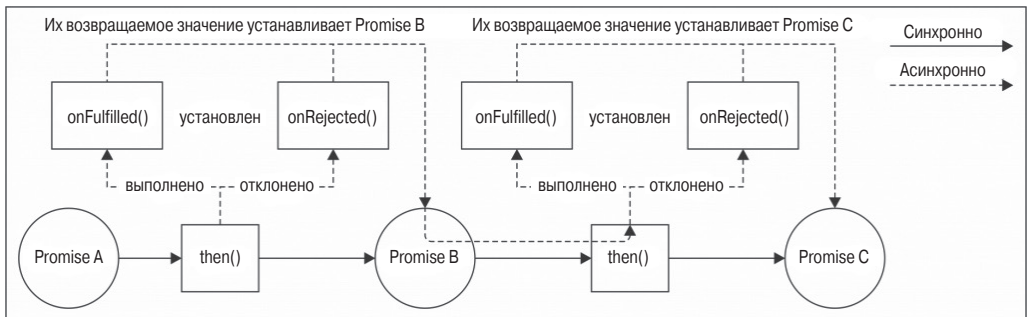 Их возвращаемое значение устанавливает Promise B
Их возвращаемое значение устанавливает Promise C
Синхронно
Асинхронно
onFulfilled()
установлен
onRejected()
onFulfilled()
установлен
onRejected()
выполнено
отклонено
выполнено
отклонено
Promise A
then()
Promise B
then()
Promise C